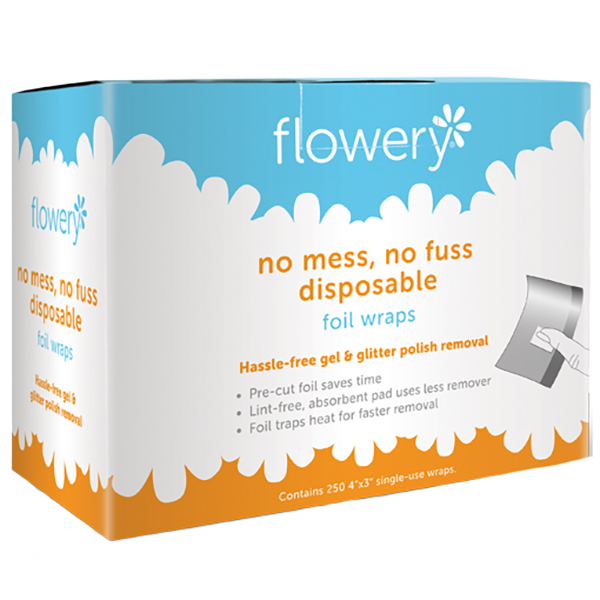 flowery
no mess, no fuss
disposable
foil wraps
Hassle-free gel & glitter polish removal
• Pre-cut foil saves time
• Lint-free, absorbent pad uses less remover
• Foil traps heat for faster removal
Contains 250 4"x3" single-use wraps.
flowery
no mess, no fuss
disposable
foil wraps
Hassle-free gel &
glitter polish removal